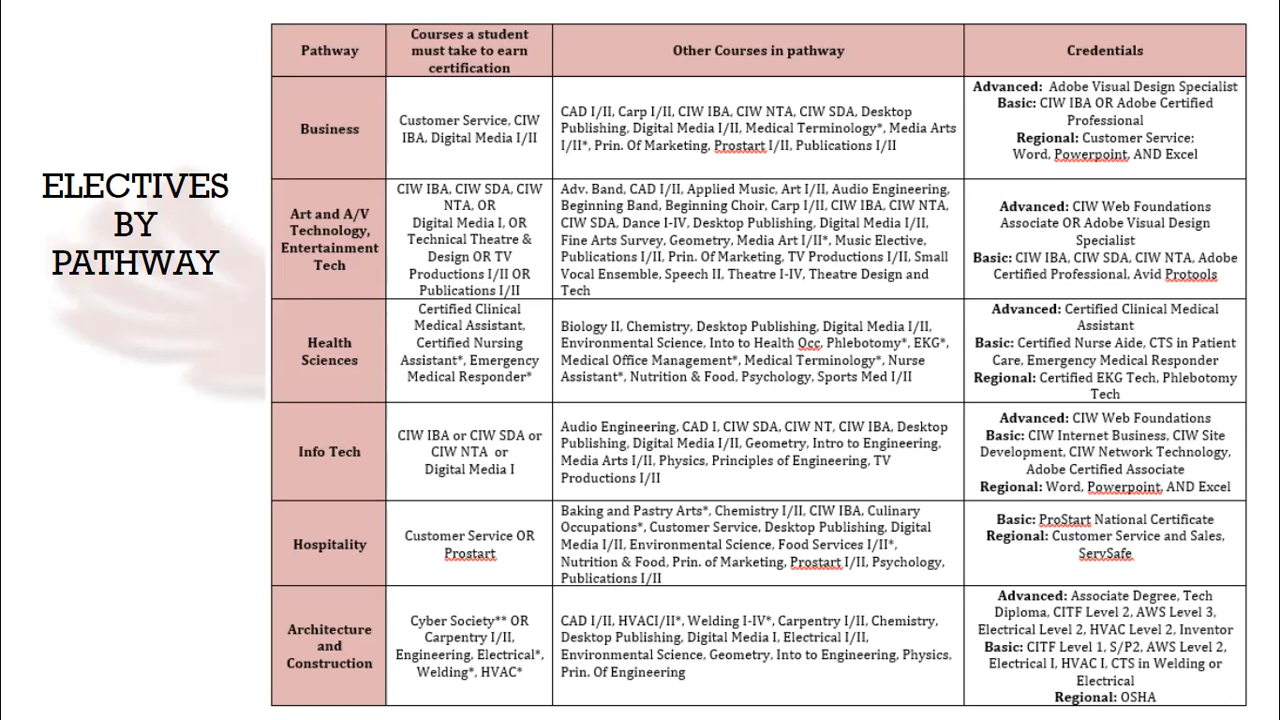 ELECTIVES
BY
PATHWAY
Pathway
Courses a student
must take to earn
certification
Other Courses in pathway
Credentials
Business
Customer Service, CIW
IBA, Digital Media I/II
CAD I/II, Carp I/II, CIW IBA, CIW NTA, CIW SDA, Desktop
Publishing, Digital Media I/II, Medical Terminology*, Media Arts
I/II*, Prin. Of Marketing, Prostart I/II, Publications I/II
Advanced: Adobe Visual Design Specialist
Basic: CIW IBA OR Adobe Certified
Professional
Regional: Customer Service;
Word, Powerpoint, AND Excel
Art and A/V
Technology,
Entertainment
Tech
CIW IBA, CIW SDA, CIW
NTA, OR
Digital Media I, OR
Technical Theatre &
Design OR TV
Productions I/II OR
Publications I/II
Adv. Band, CAD I/II, Applied Music, Art I/II, Audio Engineering,
Beginning Band, Beginning Choir, Carp I/II, CIW IBA, CIW NTA,
CIW SDA, Dance I-IV, Desktop Publishing, Digital Media I/II,
Fine Arts Survey, Geometry, Media Art I/II*, Music Elective,
Publications I/II, Prin. Of Marketing, TV Productions I/II, Small
Vocal Ensemble, Speech II, Theatre I-IV, Theatre Design and
Tech
Advanced: CIW Web Foundations
Associate OR Adobe Visual Design
Specialist
Basic: CIW IBA, CIW SDA, CIW NTA, Adobe
Certified Professional, Avid Protools
Health
Sciences
Certified Clinical
Medical Assistant,
Certified Nursing
Assistant*, Emergency
Medical Responder*
Biology II, Chemistry, Desktop Publishing, Digital Media I/II,
Environmental Science, Into to Health Occ, Phlebotomy*, EKG*,
Medical Office Management*, Medical Terminology*, Nurse
Assistant*, Nutrition & Food, Psychology, Sports Med I/II
Advanced: Certified Clinical Medical
Assistant
Basic: Certified Nurse Aide, CTS in Patient
Care, Emergency Medical Responder
Regional: Certified EKG Tech, Phlebotomy
Tech
Info Tech
CIW IBA or CIW SDA or
CIW NTA or
Digital Media I
Audio Engineering, CAD I, CIW SDA, CIW NT, CIW IBA, Desktop
Publishing, Digital Media I/II, Geometry, Intro to Engineering,
Media Arts I/II, Physics, Principles of Engineering, TV
Productions I/II
Advanced: CIW Web Foundations
Basic: CIW Internet Business, CIW Site
Development, CIW Network Technology,
Adobe Certified Associate
Regional: Word, Powerpoint, AND Excel
Hospitality
Customer Service OR
Prostart
Baking and Pastry Arts*, Chemistry I/II, CIW IBA, Culinary
Occupations*, Customer Service, Desktop Publishing, Digital
Media I/II, Environmental Science, Food Services I/II*,
Nutrition & Food, Prin. of Marketing, Prostart I/II, Psychology,
Publications I/II
Basic: ProStart National Certificate
Regional: Customer Service and Sales,
ServSafe
Architecture
and
Construction
Cyber Society** OR
Carpentry I/II,
Engineering, Electrical*,
Welding*, HVAC*
CAD I/II, HVACI/II*, Welding I-IV*, Carpentry I/II, Chemistry,
Desktop Publishing, Digital Media I, Electrical I/II,
Environmental Science, Geometry, Into to Engineering, Physics,
Prin. Of Engineering
Advanced: Associate Degree, Tech
Diploma, CITF Level 2, AWS Level 3,
Electrical Level 2, HVAC Level 2, Inventor
Basic: CITF Level 1, S/P2, AWS Level 2,
Electrical I, HVAC I, CTS in Welding or
Electrical
Regional: OSHA